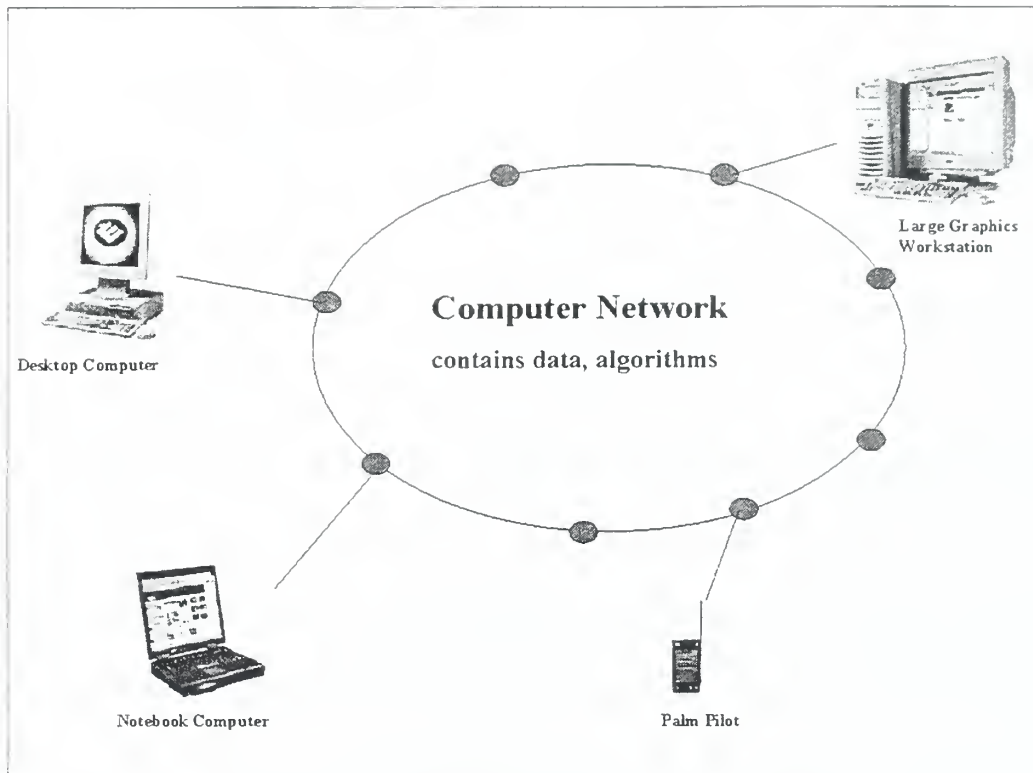 Large Graphics
Workstation
Computer Network
contains data, algorithms
Desktop Computer
Notebook Computer
Palm Pilot